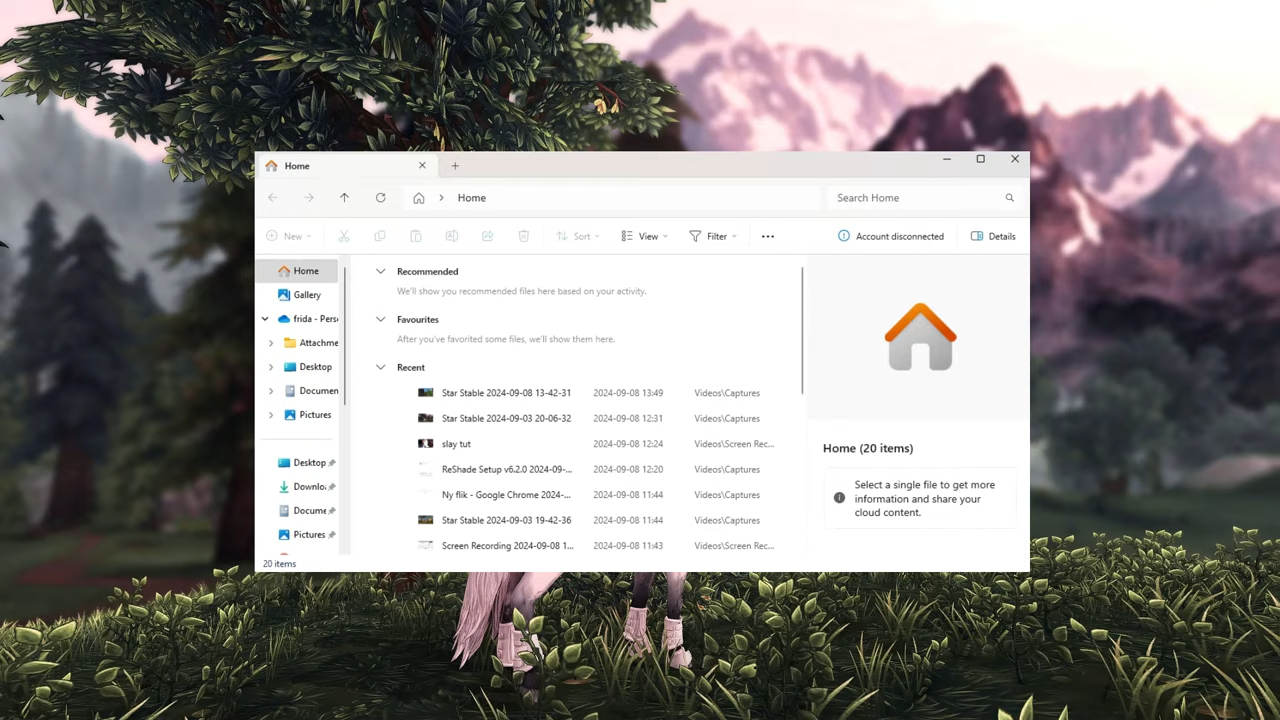 Home
Home
Search Home
New
Sort
View
Filter
Account disconnected
Details
Home
Gallery
frida - Pers
Attachme
Desktop
Documen
Pictures
Desktop
Downloa
Docume
Pictures
20 items
Recommended
We'll show you recommended files here based on your activity.
Favourites
After you've favorited some files, we'll show them here.
Recent
Star Stable 2024-09-08 13-42-31 2024-09-08 13:49 Videos\Captures
Star Stable 2024-09-03 20-06-32 2024-09-08 12:31 Videos\Captures
slay tut 2024-09-08 12:24 Videos\Screen Rec...
ReShade Setup v6.2.0 2024-09-... 2024-09-08 12:20 Videos\Captures
Ny flik - Google Chrome 2024-... 2024-09-08 11:44 Videos\Captures
Star Stable 2024-09-03 19-42-36 2024-09-08 11:44 Videos\Captures
Screen Recording 2024-09-08 1... 2024-09-08 11:43 Videos\Screen Rec...
Home (20 items)
Select a single file to get more
information and share your
cloud content.